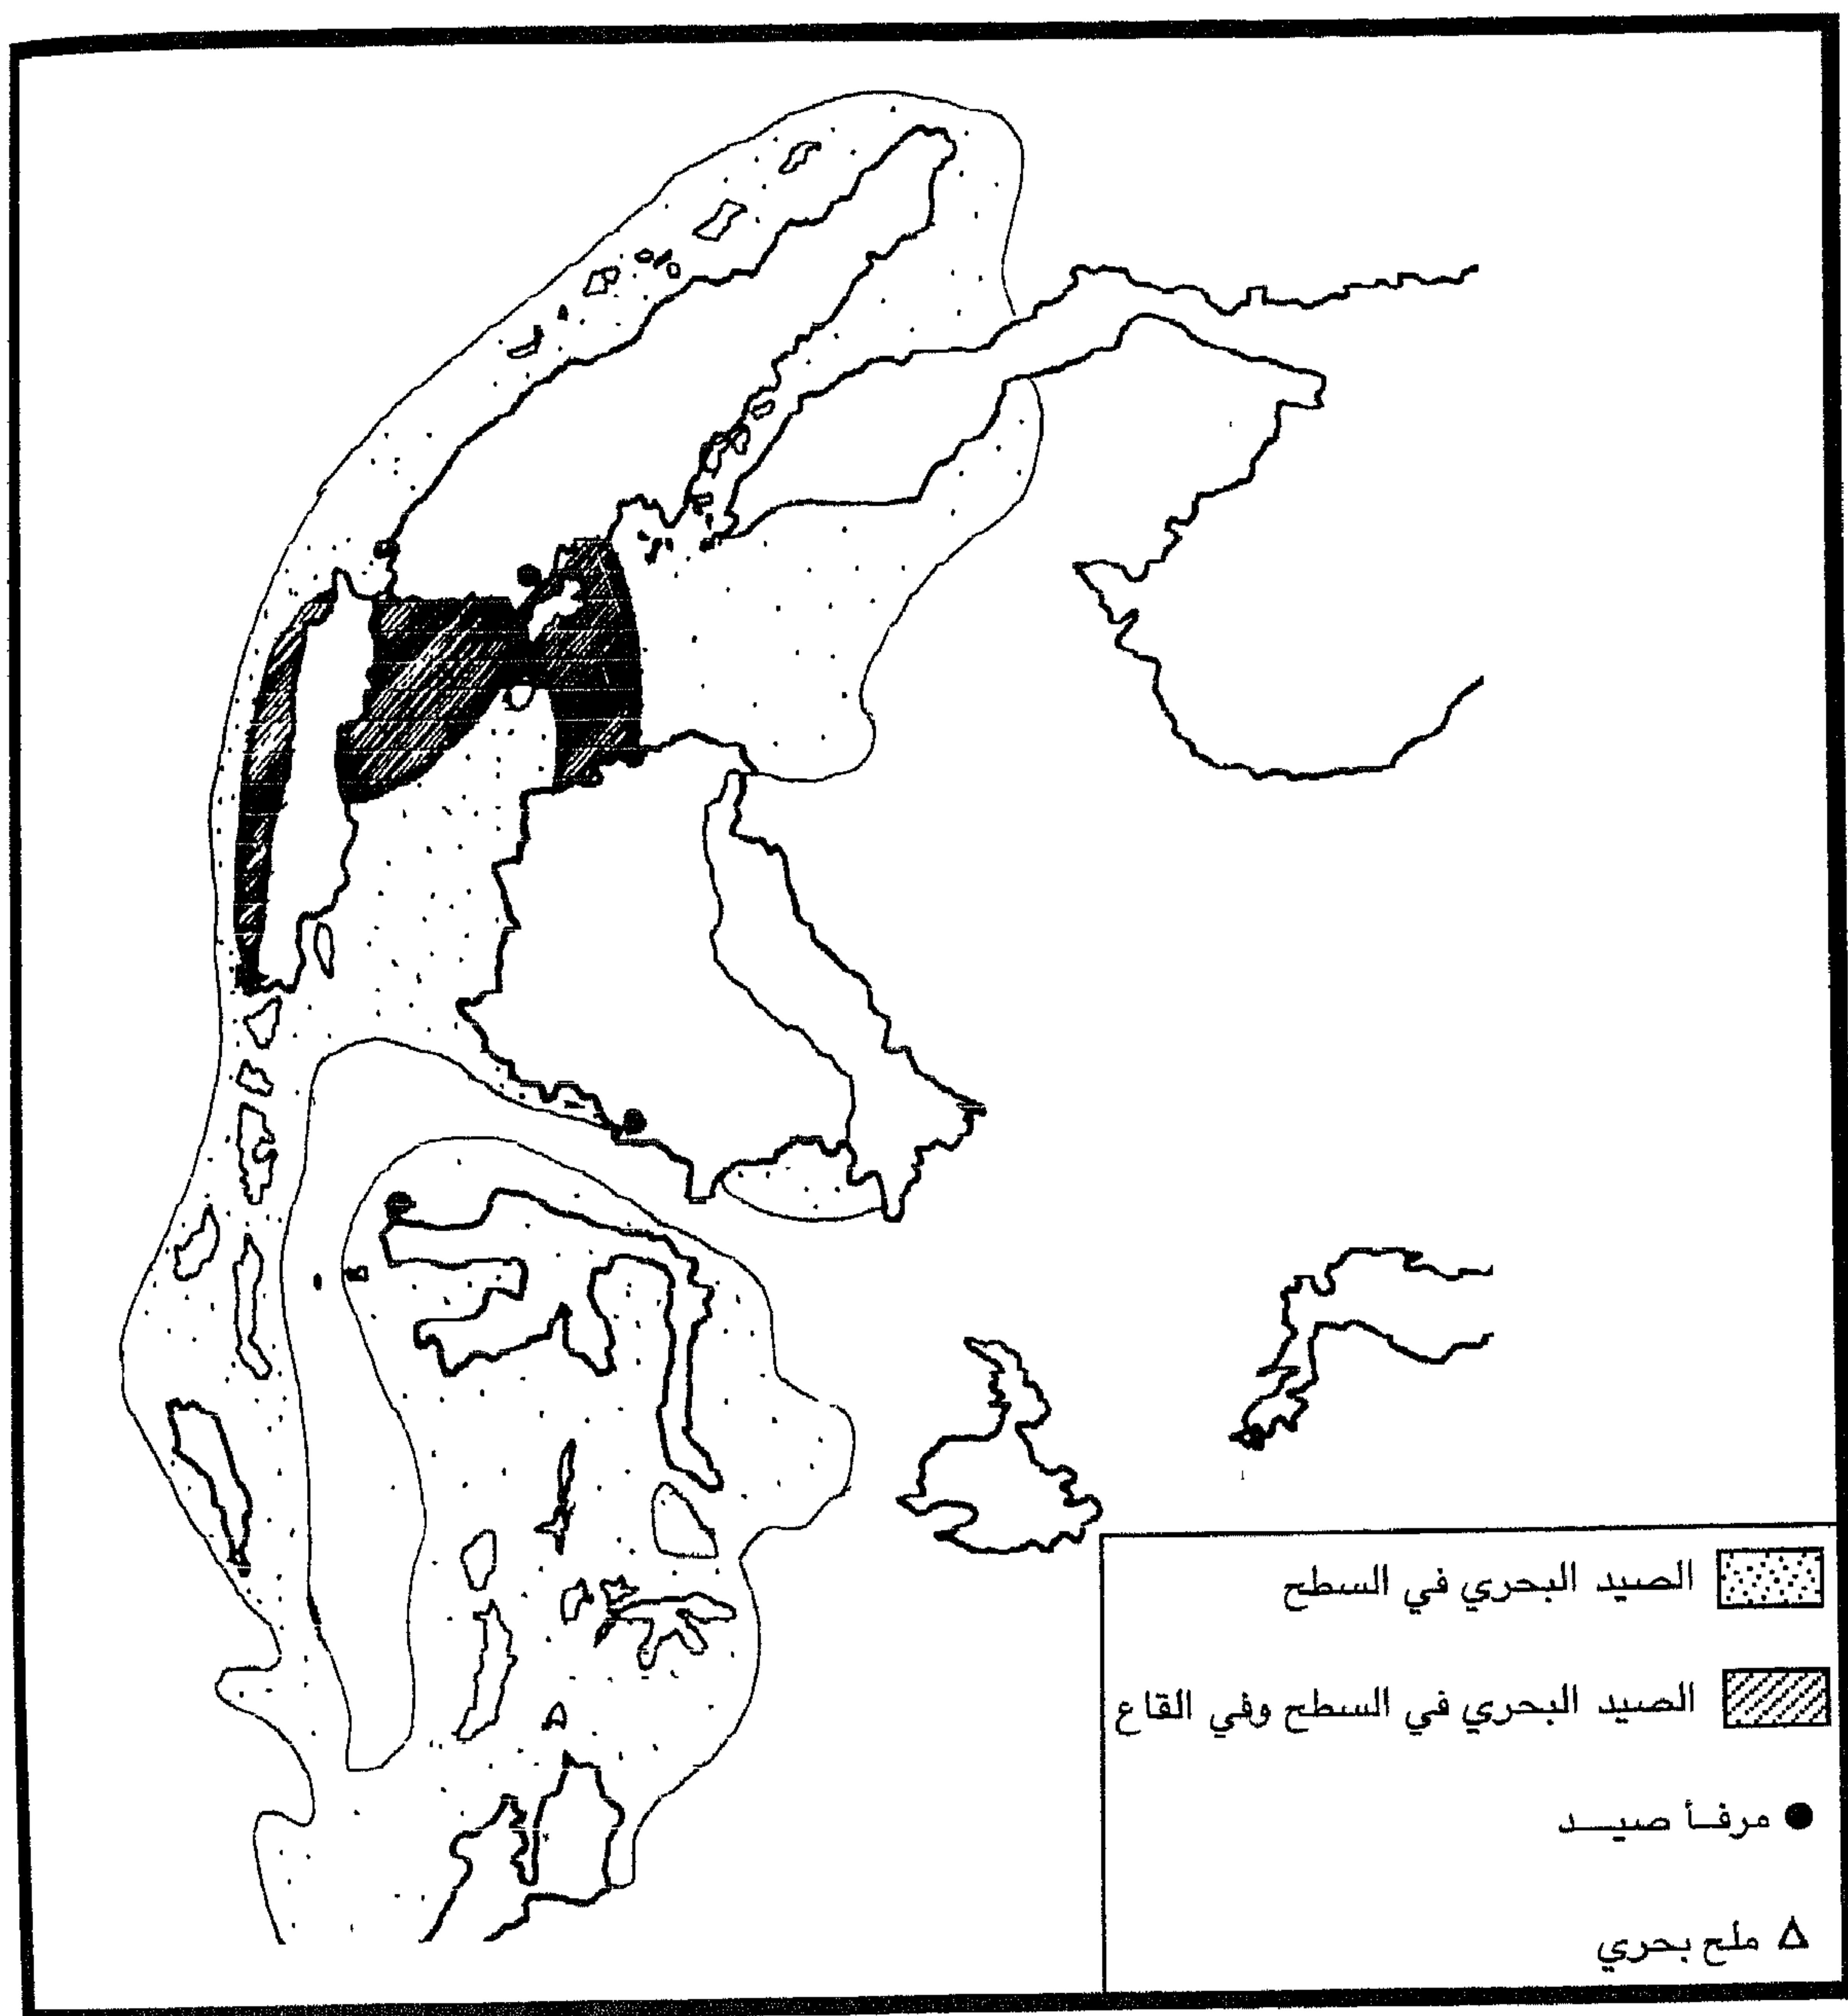 الصيد البحري في السطح
الصيد البحري في السطح وفي القاع
مرفأ صيد
ملح بحري